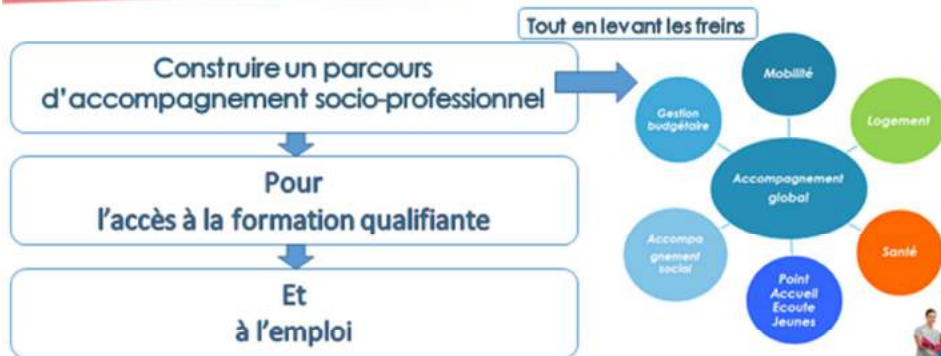 Tout en levant les freins
Construire un parcours
d'accompagnement socio-professionnel
Pour
l'accès à la formation qualifiante
Et
à l'emploi
Mobilité
Gestion
budgétaire
Logement
Accompagnement
global
Accompa
gnement
social
Santé
Point
Accueil
Ecoute
Jeunes